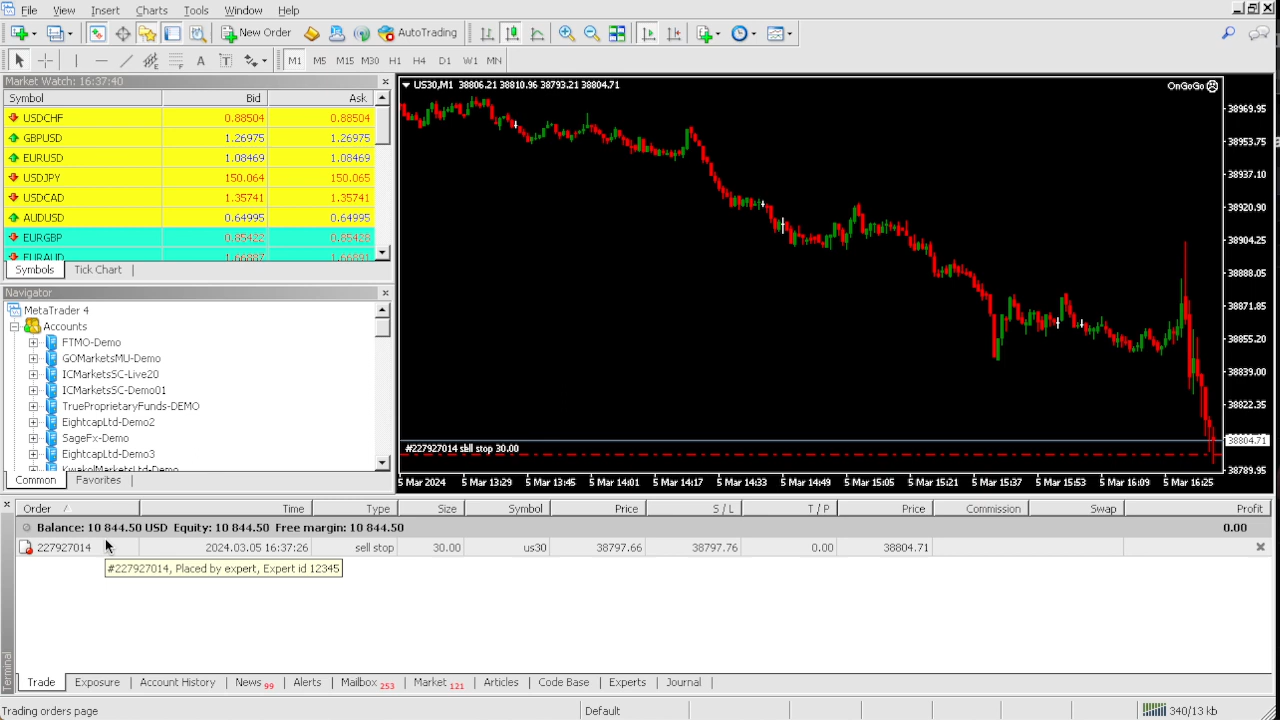 File View Insert Charts Tools Window Help
New Order AutoTrading
M1 M5 M15 M30 H1 H4 D1 W1 MN
Market Watch: 16:37:40
Symbol Bid Ask
USDCHF 0.88504 0.88504
GBPUSD 1.26975 1.26975
EURUSD 1.08469 1.08469
USDJPY 150.064 150.065
USDCAD 1.35741 1.35741
AUDUSD 0.64995 0.64995
EURGBP 0.85422 0.85428
EURAUD 1.66887 1.66891
Symbols Tick Chart
Navigator
MetaTrader 4
Accounts
FTMO-Demo
GOMarketsMU-Demo
ICMarketsSC-Live20
ICMarketsSC-Demo01
TrueProprietaryFunds-DEMO
EightcapLtd-Demo2
SageFx-Demo
EightcapLtd-Demo3
KwakolMarketsLtd-Demo
Common Favorites
US30,M1 38806.21 38810.96 38793.21 38804.71
OnGoGo
38969.95
38953.75
38937.10
38920.90
38904.25
38888.05
38871.85
38855.20
38839.00
38822.35
38804.71
38789.95
#227927014 sell stop 30.00
5 Mar 2024 5 Mar 13:29 5 Mar 13:45 5 Mar 14:01 5 Mar 14:17 5 Mar 14:33 5 Mar 14:49 5 Mar 15:05 5 Mar 15:21 5 Mar 15:37 5 Mar 15:53 5 Mar 16:09 5 Mar 16:25
Order Time Type Size Symbol Price S / L T / P Price Commission Swap Profit
Balance: 10 844.50 USD Equity: 10 844.50 Free margin: 10 844.50 0.00
227927014 2024.03.05 16:37:26 sell stop 30.00 us30 38797.66 38797.76 0.00 38804.71
#227927014, Placed by expert, Expert id 12345
Terminal
Trade Exposure Account History News 99 Alerts Mailbox 253 Market 121 Articles Code Base Experts Journal
Trading orders page Default 340/13 kb